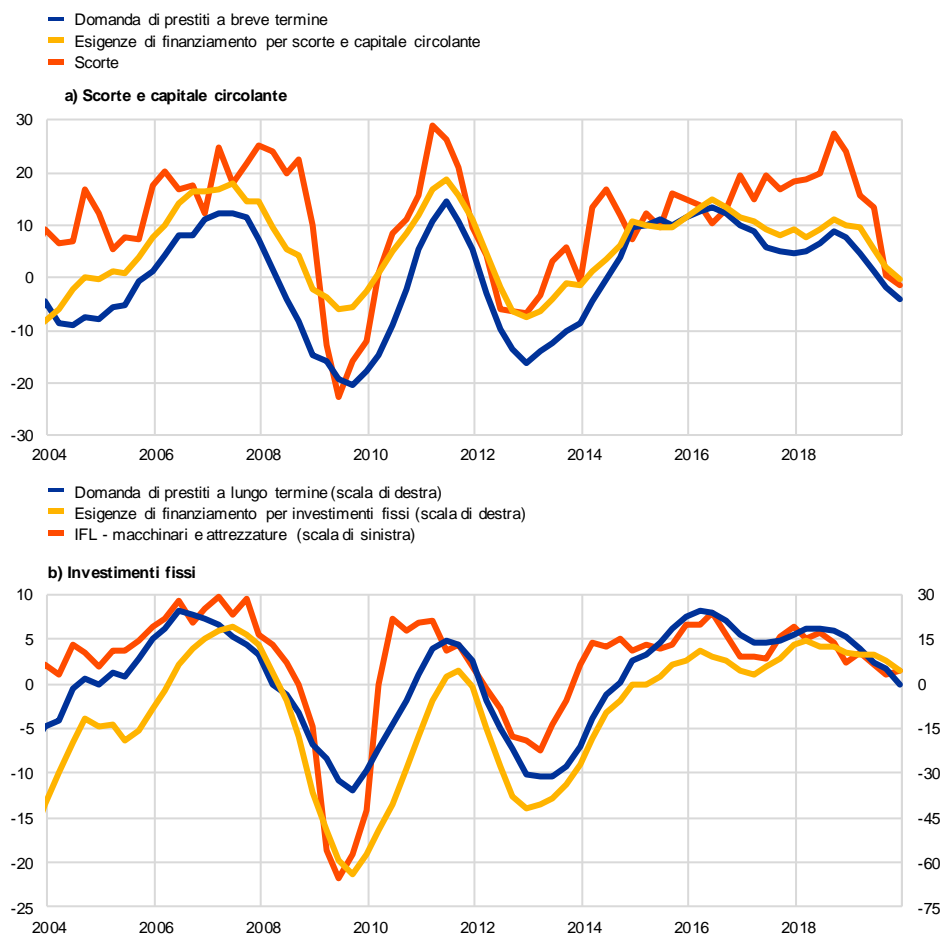 Domanda di prestiti a breve termine
Esigenze di finanziamento per scorte e capitale circolante
Scorte
a) Scorte e capitale circolante
30
20
10
0
-10
-20
-30
2004 2006 2008 2010 2012 2014 2016 2018
Domanda di prestiti a lungo termine (scala di destra)
Esigenze di finanziamento per investimenti fissi (scala di destra)
IFL - macchinari e attrezzature (scala di sinistra)
b) Investimenti fissi
10 30
5 15
0 0
-5 -15
-10 -30
-15 -45
-20 -60
-25 -75
2004 2006 2008 2010 2012 2014 2016 2018